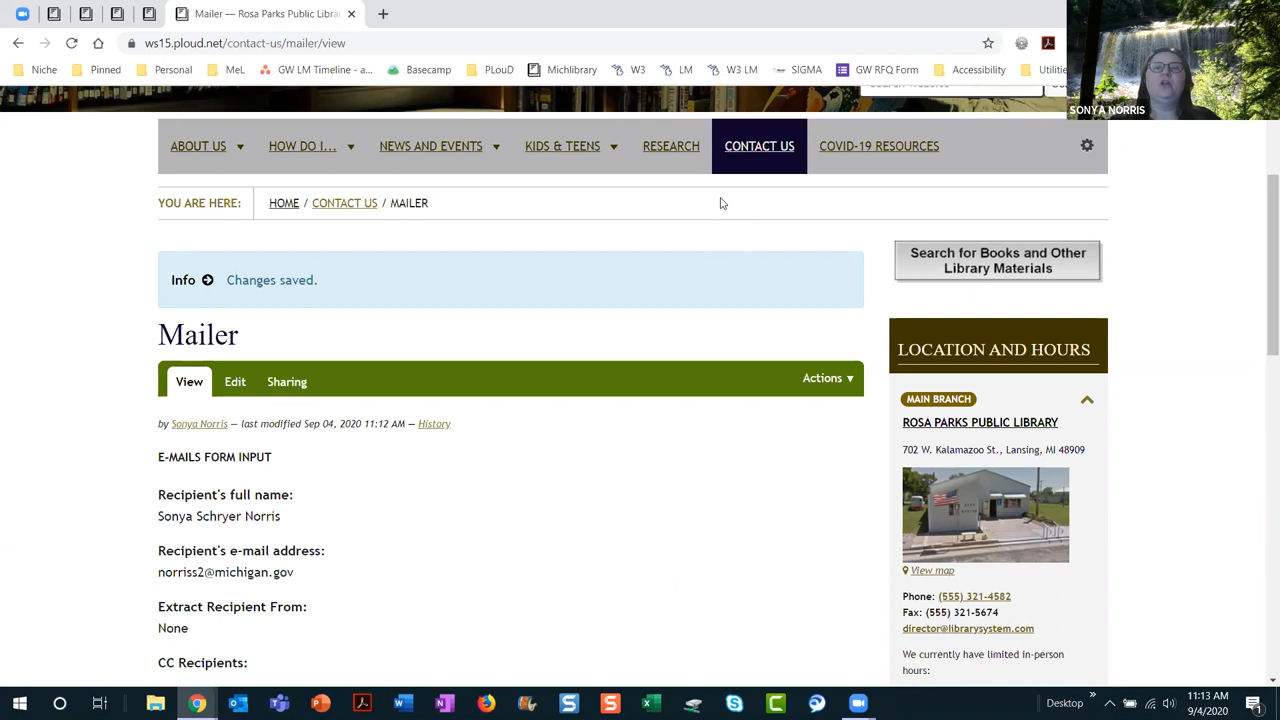 Mailer — Rosa Parks Public Libra
ws15.ploud.net/contact-us/mailer/view
Niche Pinned Personal MeL GW LM Timeline - a... Basecamp PLouD Michlibrary W3 LM W3 LM SIGMA GW RFQ Form Accessibility Utilitie
SONYA NORRIS
ABOUT US HOW DO I... NEWS AND EVENTS KIDS & TEENS RESEARCH CONTACT US COVID-19 RESOURCES
YOU ARE HERE: HOME / CONTACT US / MAILER
Search for Books and Other
Library Materials
Info Changes saved.
Mailer
View Edit Sharing Actions ▾
by Sonya Norris — last modified Sep 04, 2020 11:12 AM — History
E-MAILS FORM INPUT
Recipient's full name:
Sonya Schryer Norris
Recipient's e-mail address:
norriss2@michigan.gov
Extract Recipient From:
None
CC Recipients:
LOCATION AND HOURS
MAIN BRANCH
ROSA PARKS PUBLIC LIBRARY
702 W. Kalamazoo St., Lansing, MI 48909
View map
Phone: (555) 321-4582
Fax: (555) 321-5674
director@librarysystem.com
We currently have limited in-person
hours:
Desktop
11:13 AM
9/4/2020